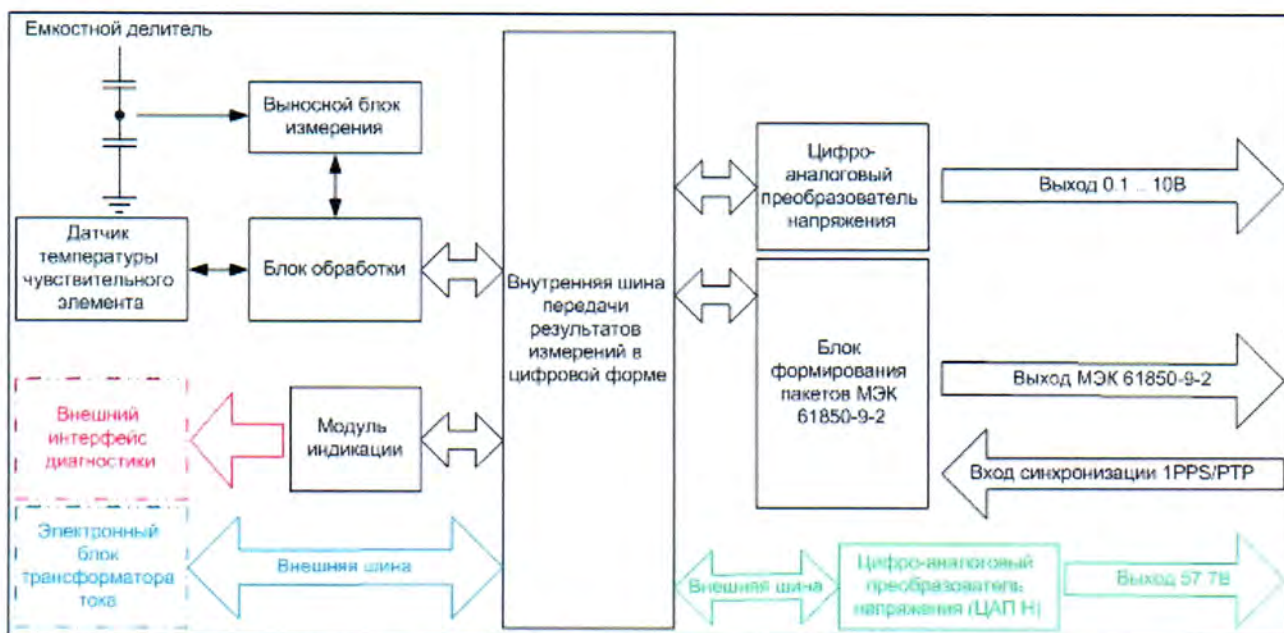 Емкостной делитель
Выносной блок
измерения
Датчик
температуры
чувствительного
элемента
Блок обработки
Внутренняя шина
передачи
результатов
измерений в
цифровой форме
Цифро-
аналоговый
преобразователь
напряжения
Выход 0.1 ... 10В
Блок
формирования
пакетов МЭК
61850-9-2
Выход МЭК 61850-9-2
Вход синхронизации 1PPS/PTP
Внешний
интерфейс
диагностики
Модуль
индикации
Электронный
блок
трансформатора
тока
Внешняя шина
Внешняя шина
Цифро-аналоговый
преобразователь
напряжения (ЦАП Н)
Выход 57 7В